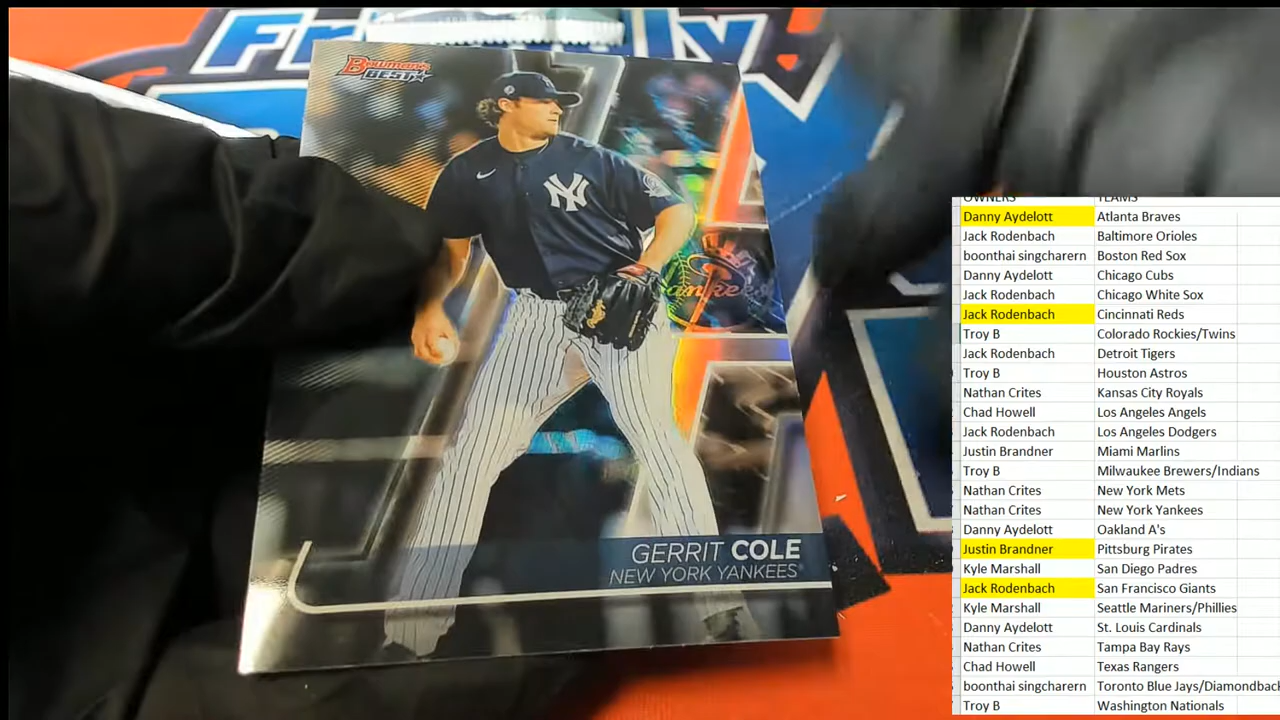 Bowman's
BEST
NY
Yankees
GERRIT COLE
NEW YORK YANKEES
OWNERS TEAMS
Danny Aydelott Atlanta Braves
Jack Rodenbach Baltimore Orioles
boonthai singcharern Boston Red Sox
Danny Aydelott Chicago Cubs
Jack Rodenbach Chicago White Sox
Jack Rodenbach Cincinnati Reds
Troy B Colorado Rockies/Twins
Jack Rodenbach Detroit Tigers
Troy B Houston Astros
Nathan Crites Kansas City Royals
Chad Howell Los Angeles Angels
Jack Rodenbach Los Angeles Dodgers
Justin Brandner Miami Marlins
Troy B Milwaukee Brewers/Indians
Nathan Crites New York Mets
Nathan Crites New York Yankees
Danny Aydelott Oakland A's
Justin Brandner Pittsburg Pirates
Kyle Marshall San Diego Padres
Jack Rodenbach San Francisco Giants
Kyle Marshall Seattle Mariners/Phillies
Danny Aydelott St. Louis Cardinals
Nathan Crites Tampa Bay Rays
Chad Howell Texas Rangers
boonthai singcharern Toronto Blue Jays/Diamondback
Troy B Washington Nationals